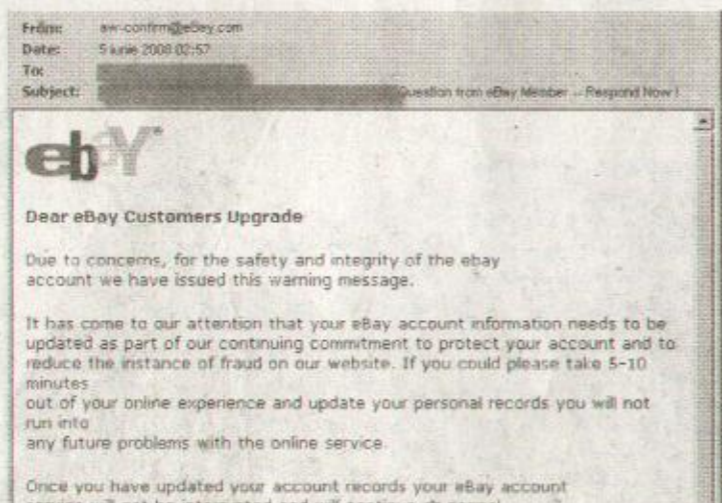 From: aw-confirm@eBay.com
Date: 5 iunie 2008 02:57
To:
Subject: Question from eBay Member -- Respond Now !
ebY
Dear eBay Customers Upgrade
Due to concerns, for the safety and integrity of the ebay
account we have issued this warning message.
It has come to our attention that your eBay account information needs to be
updated as part of our continuing commitment to protect your account and to
reduce the instance of fraud on our website. If you could please take 5-10
minutes
out of your online experience and update your personal records you will not
run into
any future problems with the online service.
Once you have updated your account records your eBay account